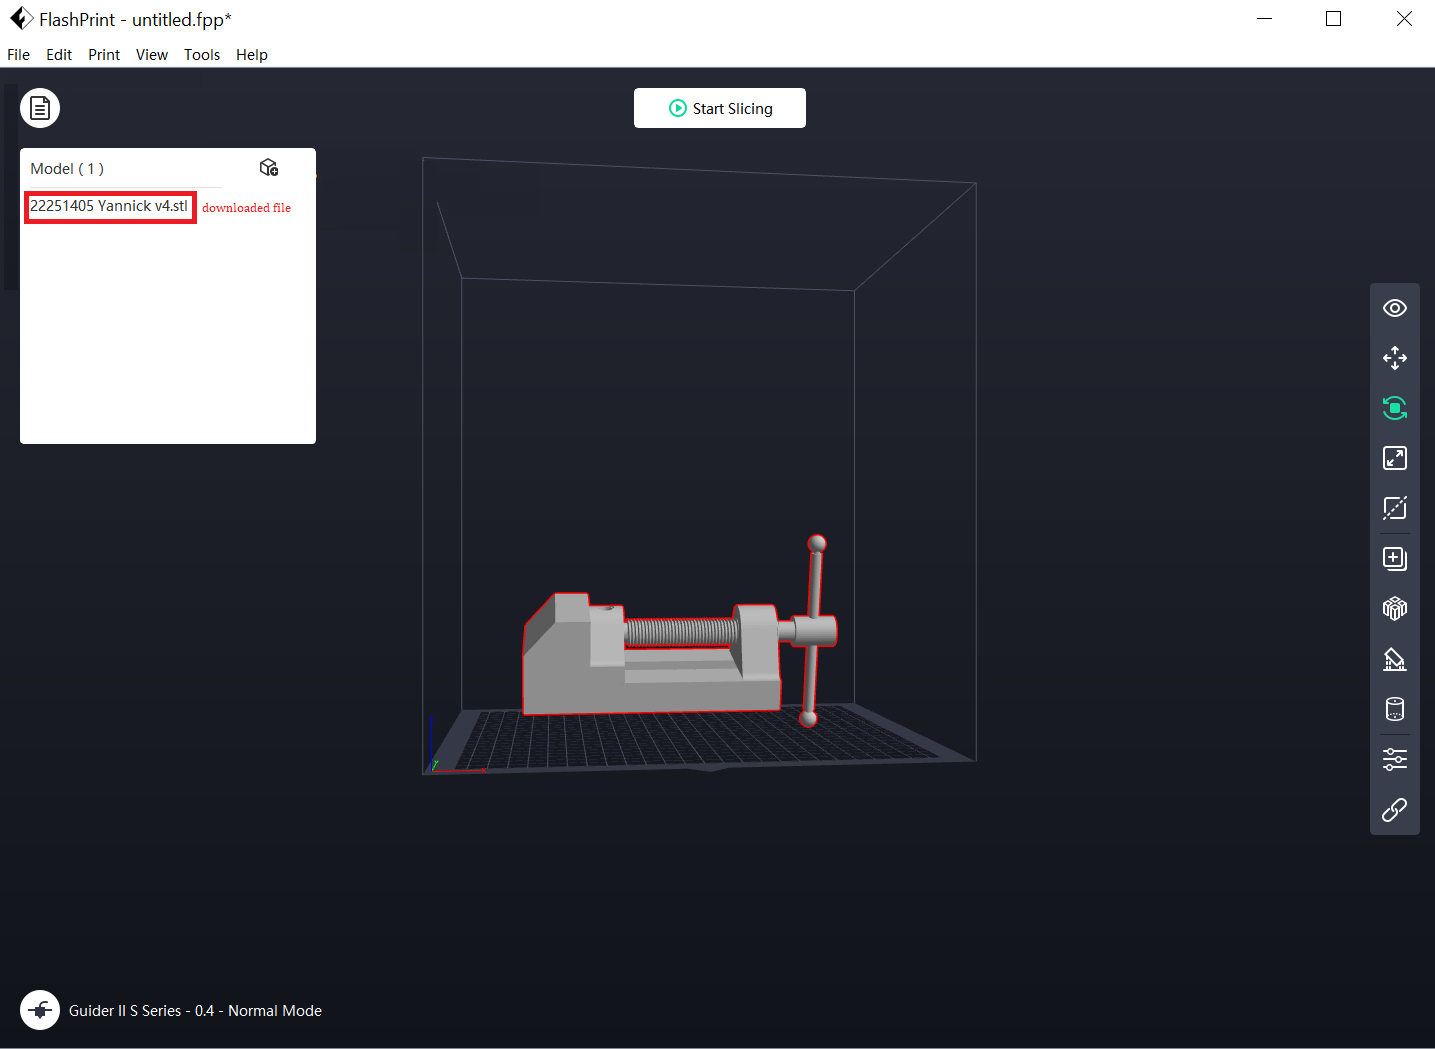 FlashPrint - untitled.fpp*
File Edit Print View Tools Help
Start Slicing
Model ( 1 )
22251405 Yannick v4.stl downloaded file
Guider II S Series - 0.4 - Normal Mode